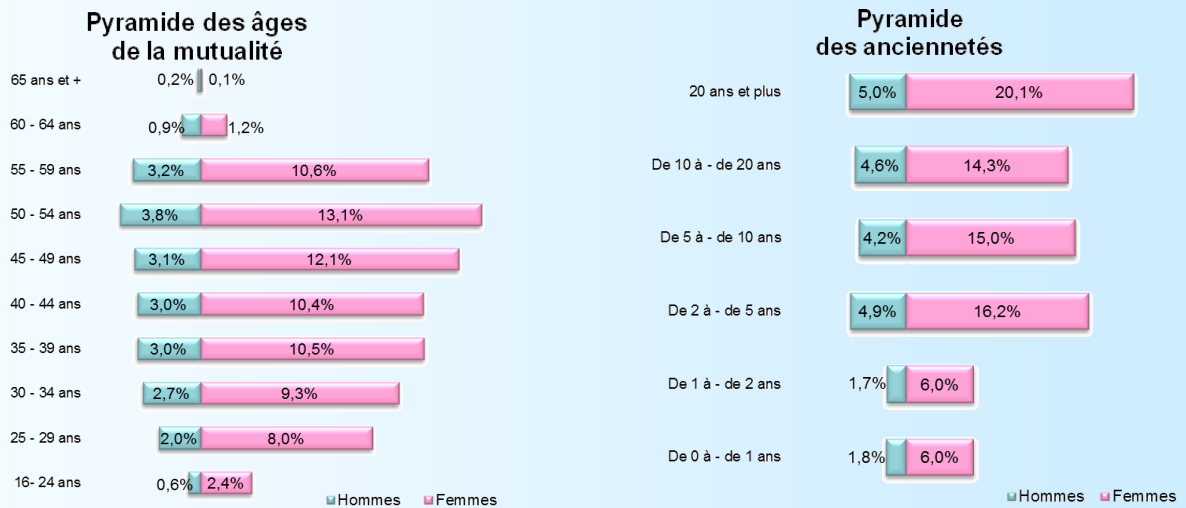 Pyramide des âges
de la mutualité
65 ans et + 0,2% 0,1%
60 - 64 ans 0,9% 1,2%
55 - 59 ans 3,2% 10,6%
50 - 54 ans 3,8% 13,1%
45 - 49 ans 3,1% 12,1%
40 - 44 ans 3,0% 10,4%
35 - 39 ans 3,0% 10,5%
30 - 34 ans 2,7% 9,3%
25 - 29 ans 2,0% 8,0%
16- 24 ans 0,6% 2,4%
Hommes Femmes
Pyramide
des anciennetés
20 ans et plus 5,0% 20,1%
De 10 à - de 20 ans 4,6% 14,3%
De 5 à - de 10 ans 4,2% 15,0%
De 2 à - de 5 ans 4,9% 16,2%
De 1 à - de 2 ans 1,7% 6,0%
De 0 à - de 1 ans 1,8% 6,0%
Hommes Femmes